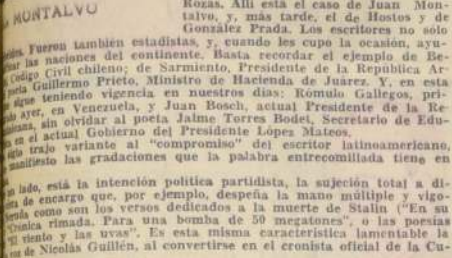 MONTALVO
Rozas. Allí está el caso de Juan Mon-
talvo, y, más tarde, el de Hostos y de
González Prada. Los escritores no solo
Fueron también estadistas, y, cuando les cupo la ocasión, ayu-
las naciones del continente. Basta recordar el ejemplo de Be-
Código Civil chileno; de Sarmiento, Presidente de la República Ar-
poeta Guillermo Prieto, Ministro de Hacienda de Juárez. Y, en esta
sigue teniendo vigencia en nuestros días: Rómulo Gallegos, pri-
ayer, en Venezuela, y Juan Bosch, actual Presidente de la Re-
sin olvidar al poeta Jaime Torres Bodet, Secretario de Edu-
en el actual Gobierno del Presidente López Mateos.
trajo variante al "compromiso" del escritor latinoamericano,
manifiesto las gradaciones que la palabra entrecomillada tiene en
lado, está la intención política partidista, la sujeción total a di-
de encargo que, por ejemplo, despeña la mano múltiple y vigo-
como son los versos dedicados a la muerte de Stalin ("En su
"Crónica rimada. Para una bomba de 50 megatones", o las poesías
"El viento y las uvas". Es esta misma característica lamentable la
de Nicolás Guillén, al convertirse en el cronista oficial de la Cu-